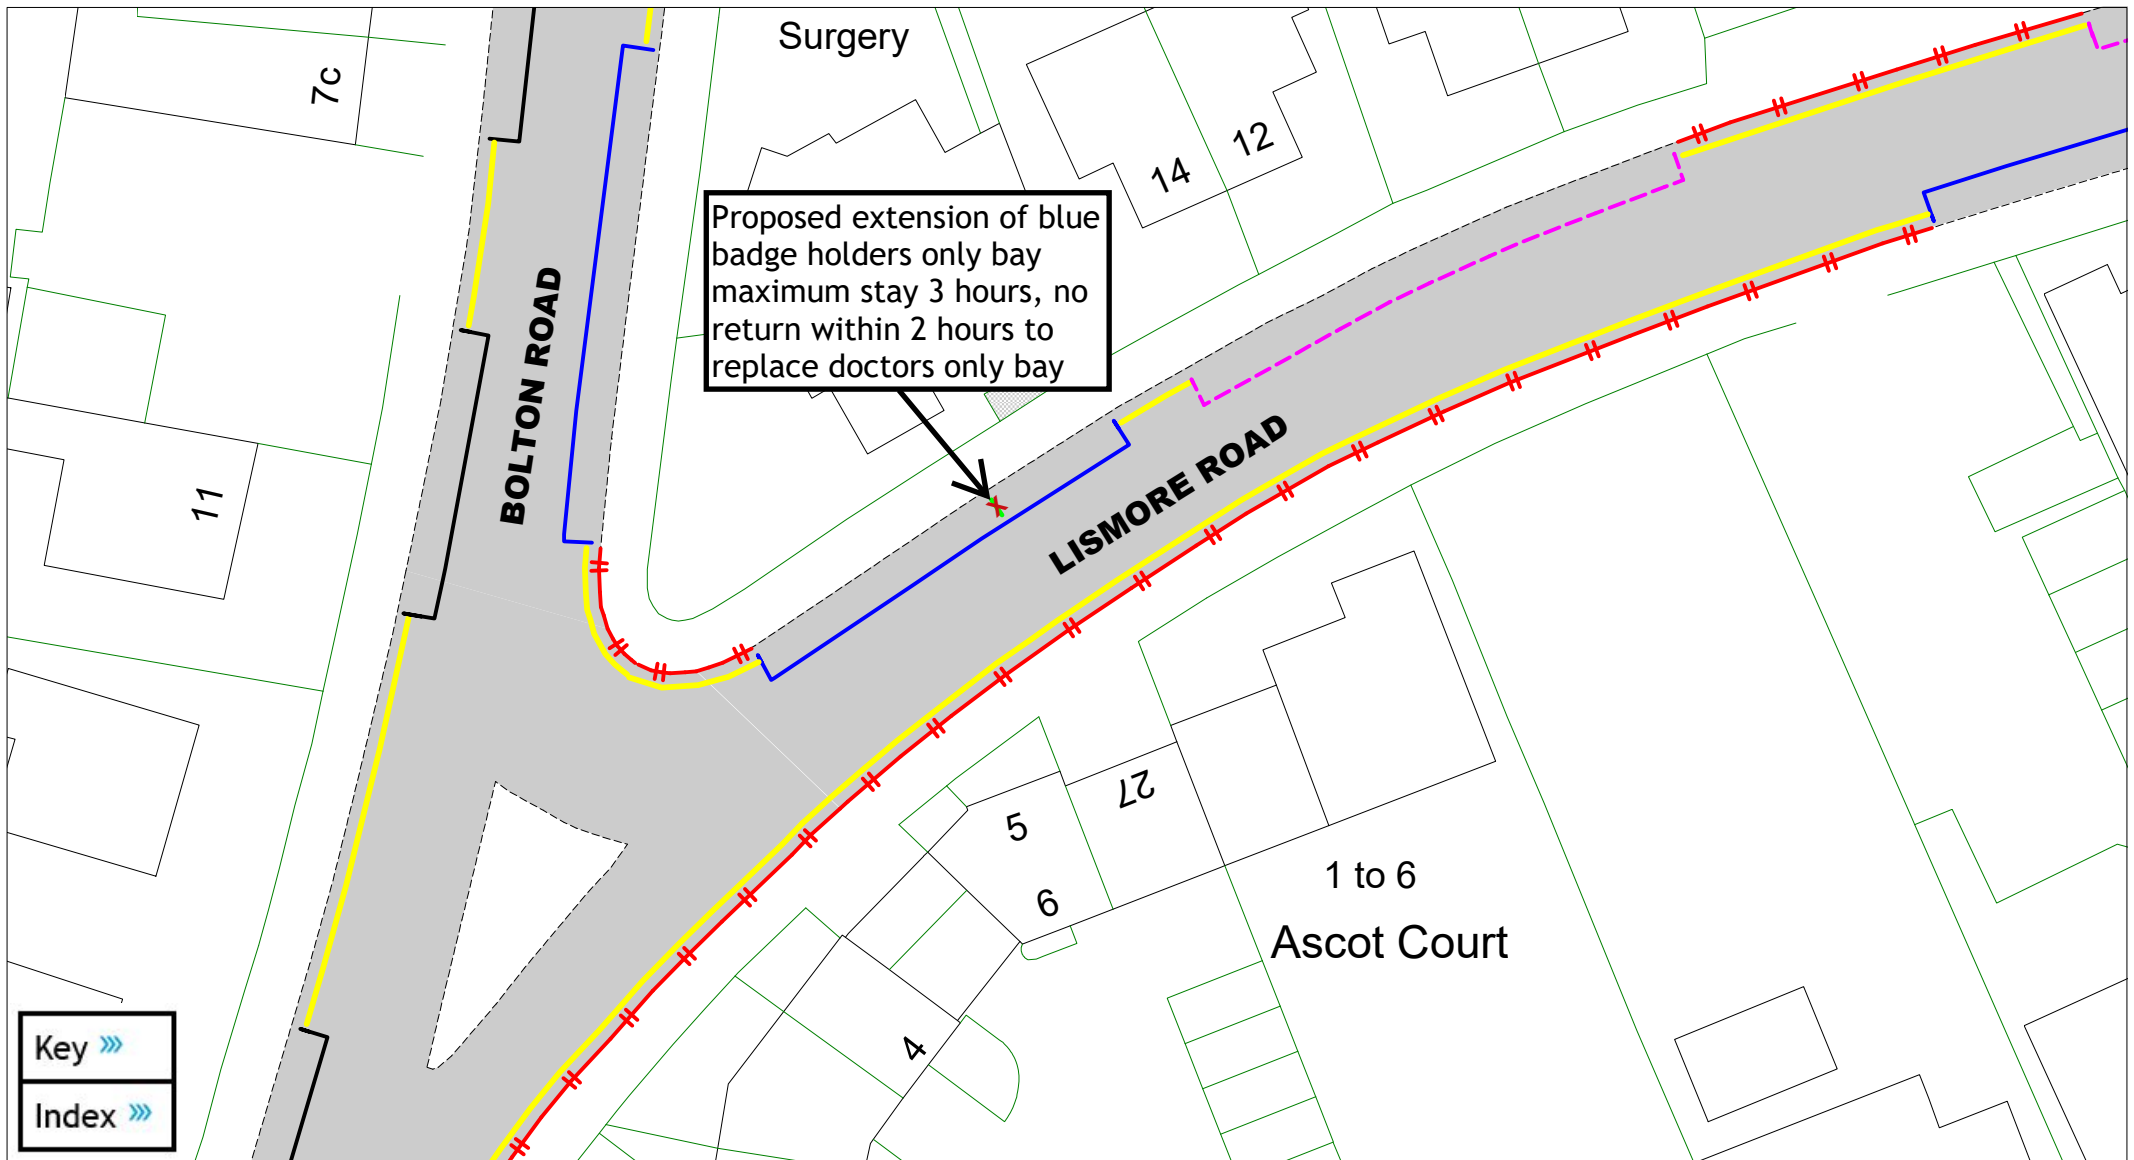 Surgery
7c
12
14
Proposed extension of blue
badge holders only bay
maximum stay 3 hours, no
return within 2 hours to
replace doctors only bay
BOLTON ROAD
LISMORE ROAD
11
27
5
6
1 to 6
Ascot Court
4
Key »»
Index »»